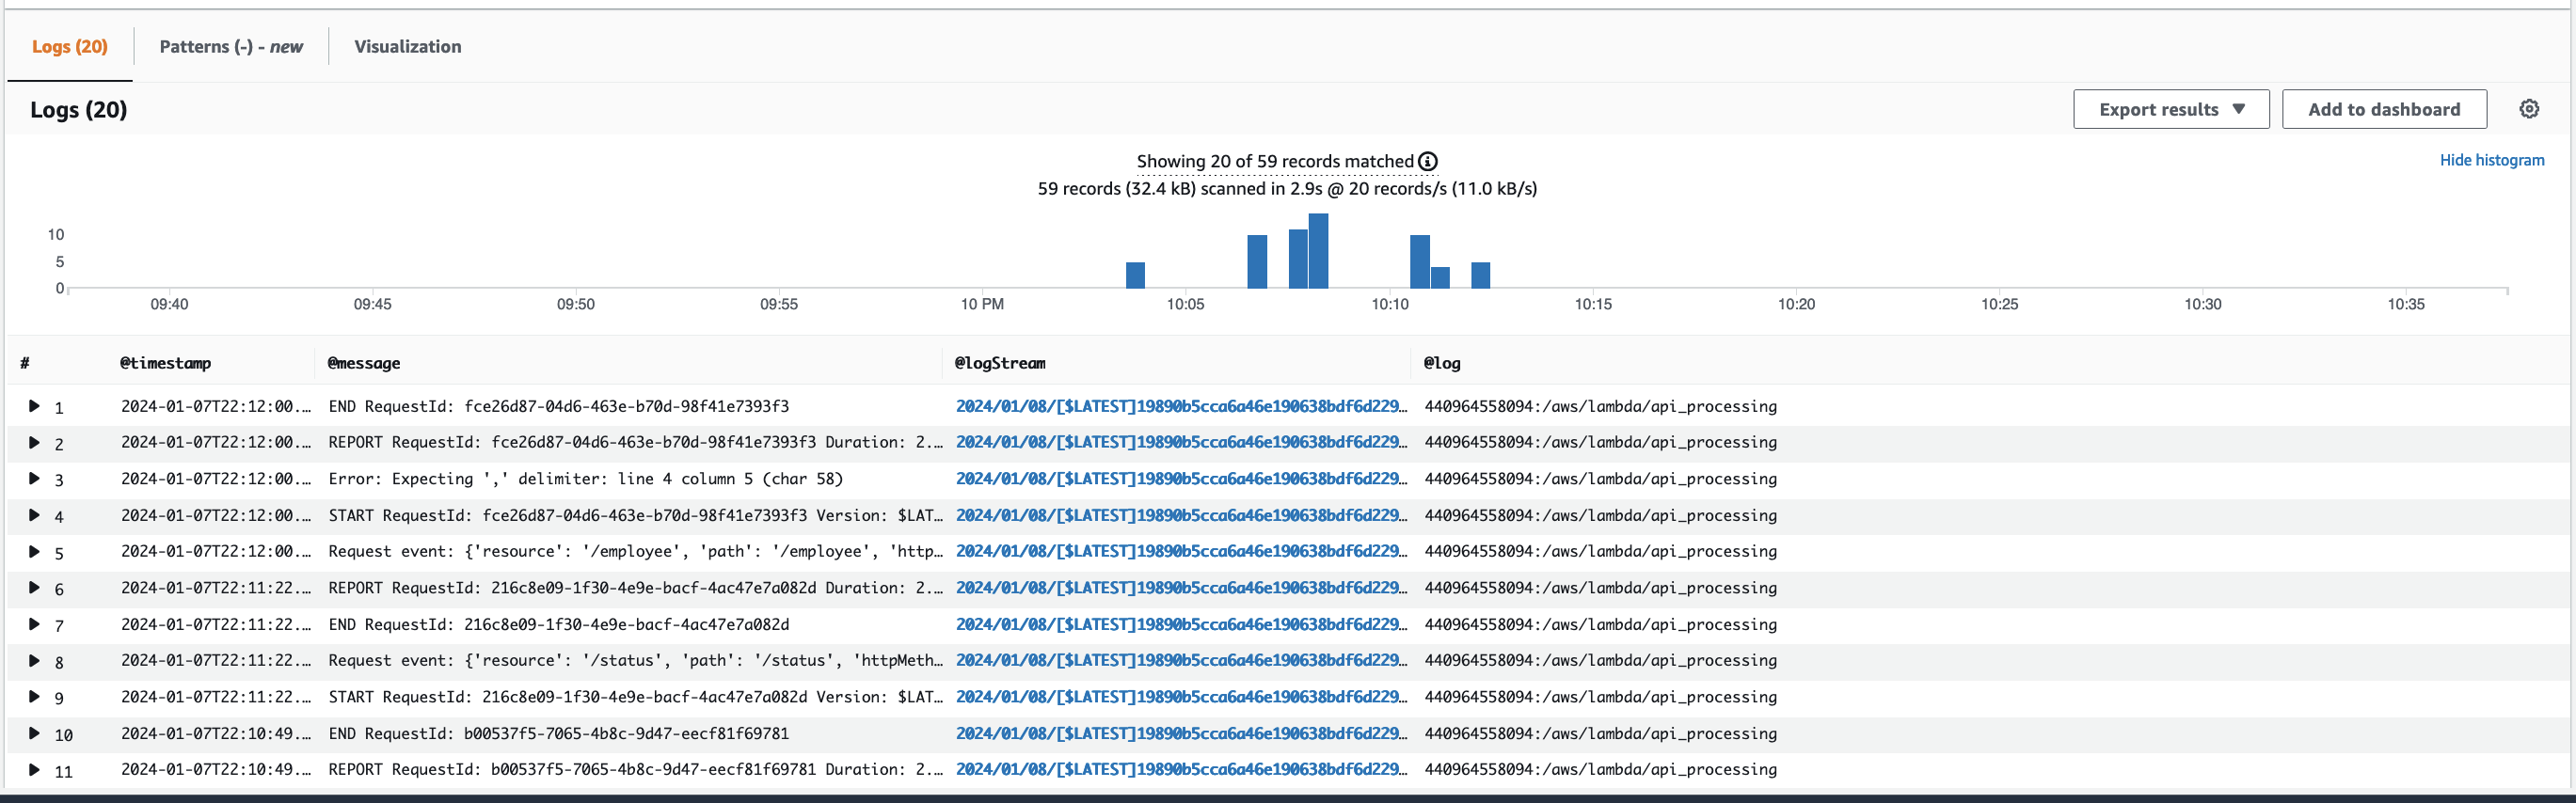 Logs (20) Patterns (-) - new Visualization
Logs (20) Export results Add to dashboard
Showing 20 of 59 records matched Hide histogram
59 records (32.4 kB) scanned in 2.9s @ 20 records/s (11.0 kB/s)
10
5
0
09:40 09:45 09:50 09:55 10 PM 10:05 10:10 10:15 10:20 10:25 10:30 10:35
# @timestamp @message @logStream @log
1 2024-01-07T22:12:00.… END RequestId: fce26d87-04d6-463e-b70d-98f41e7393f3 2024/01/08/[$LATEST]19890b5cca6a46e190638bdf6d229… 440964558094:/aws/lambda/api_processing
2 2024-01-07T22:12:00.… REPORT RequestId: fce26d87-04d6-463e-b70d-98f41e7393f3 Duration: 2.… 2024/01/08/[$LATEST]19890b5cca6a46e190638bdf6d229… 440964558094:/aws/lambda/api_processing
3 2024-01-07T22:12:00.… Error: Expecting ',' delimiter: line 4 column 5 (char 58) 2024/01/08/[$LATEST]19890b5cca6a46e190638bdf6d229… 440964558094:/aws/lambda/api_processing
4 2024-01-07T22:12:00.… START RequestId: fce26d87-04d6-463e-b70d-98f41e7393f3 Version: $LAT… 2024/01/08/[$LATEST]19890b5cca6a46e190638bdf6d229… 440964558094:/aws/lambda/api_processing
5 2024-01-07T22:12:00.… Request event: {'resource': '/employee', 'path': '/employee', 'http… 2024/01/08/[$LATEST]19890b5cca6a46e190638bdf6d229… 440964558094:/aws/lambda/api_processing
6 2024-01-07T22:11:22.… REPORT RequestId: 216c8e09-1f30-4e9e-bacf-4ac47e7a082d Duration: 2.… 2024/01/08/[$LATEST]19890b5cca6a46e190638bdf6d229… 440964558094:/aws/lambda/api_processing
7 2024-01-07T22:11:22.… END RequestId: 216c8e09-1f30-4e9e-bacf-4ac47e7a082d 2024/01/08/[$LATEST]19890b5cca6a46e190638bdf6d229… 440964558094:/aws/lambda/api_processing
8 2024-01-07T22:11:22.… Request event: {'resource': '/status', 'path': '/status', 'httpMeth… 2024/01/08/[$LATEST]19890b5cca6a46e190638bdf6d229… 440964558094:/aws/lambda/api_processing
9 2024-01-07T22:11:22.… START RequestId: 216c8e09-1f30-4e9e-bacf-4ac47e7a082d Version: $LAT… 2024/01/08/[$LATEST]19890b5cca6a46e190638bdf6d229… 440964558094:/aws/lambda/api_processing
10 2024-01-07T22:10:49.… END RequestId: b00537f5-7065-4b8c-9d47-eecf81f69781 2024/01/08/[$LATEST]19890b5cca6a46e190638bdf6d229… 440964558094:/aws/lambda/api_processing
11 2024-01-07T22:10:49.… REPORT RequestId: b00537f5-7065-4b8c-9d47-eecf81f69781 Duration: 2.… 2024/01/08/[$LATEST]19890b5cca6a46e190638bdf6d229… 440964558094:/aws/lambda/api_processing